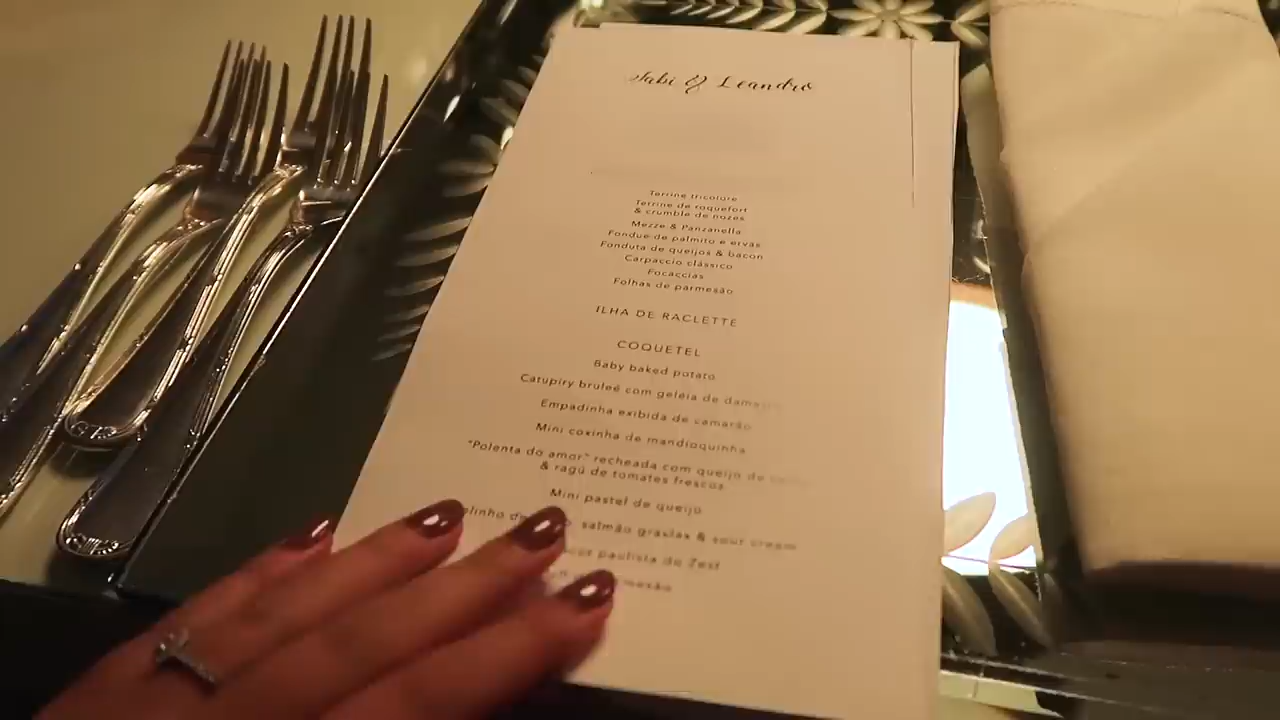 Sabi & Leandro
Terrine tricolore
Terrine de roquefort
& crumble de nozes
Mezze & Panzanella
Fondue de palmito e ervas
Fonduta de queijos & bacon
Carpaccio clássico
Focaccias
Folhas de parmesão
ILHA DE RACLETTE
COQUETEL
Baby baked potato
Catupiry bruleé com geléia de damasco
Empadinha exibida de camarão
Mini coxinha de mandioquinha
"Polenta do amor" recheada com queijo de
& ragú de tomates frescos
Mini pastel de queijo
salmão gravlax & sour cream
paulista do Zest